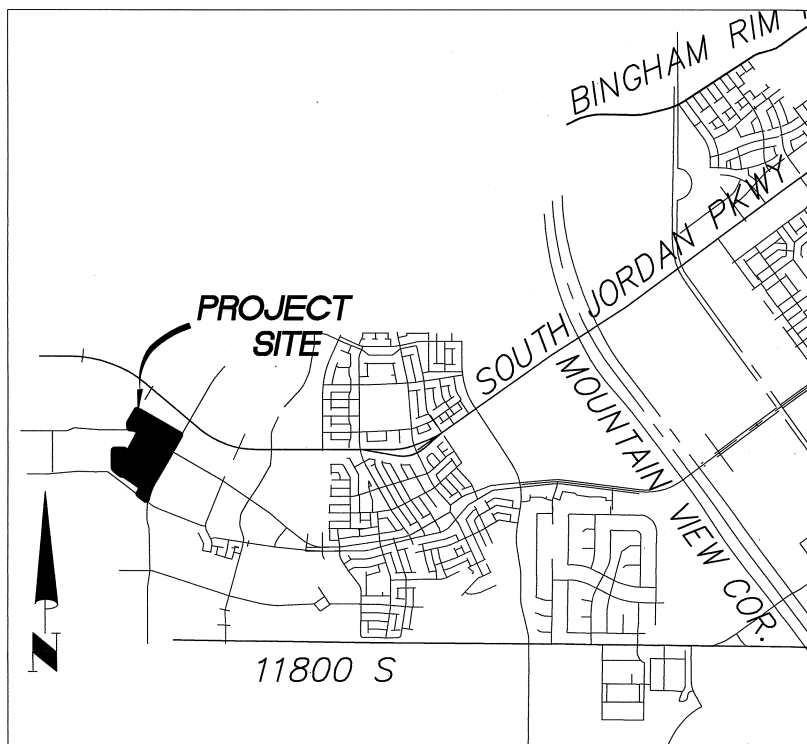 BINGHAM RIM
SOUTH JORDAN PKWY
PROJECT
SITE
MOUNTAIN VIEW COR.
N
11800 S